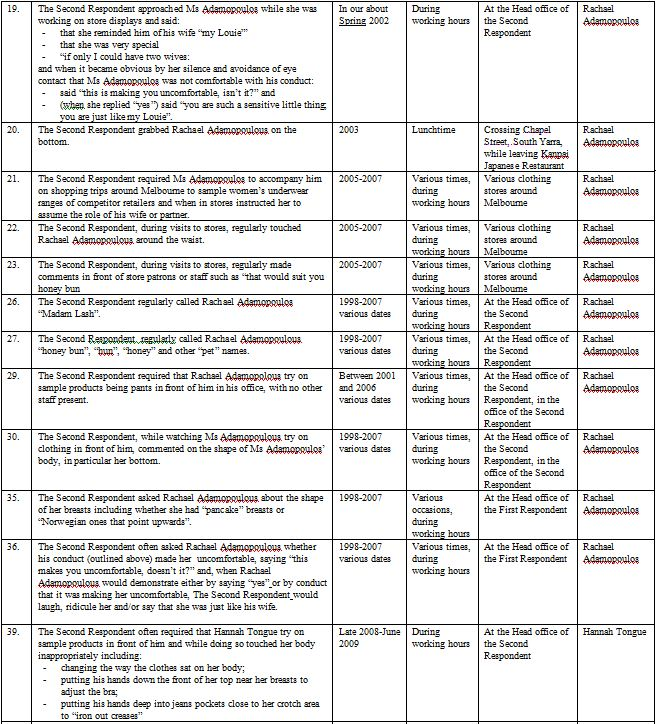 19. The Second Respondent approached Ms Adamopoulos while she was In our about During At the Head office of Rachael
working on store displays and said: Spring 2002 working hours the Second Adamopoulos
- that she reminded him of his wife “my Louie”” Respondent
- that she was very special
- “if only I could have two wives:
and when it became obvious by her silence and avoidance of eye
contact that Ms Adamopoulos was not comfortable with his conduct:
- said “this is making you uncomfortable, isn’t it?” and
- (when she replied “yes”) said “you are such a sensitive little thing
you are just like my Louie”.
20. The Second Respondent grabbed Rachael Adamopoulous on the 2003 Lunchtime Crossing Chapel Rachael
bottom. Street, South Yarra, Adamopoulos
while leaving Kanpai
Japanese Restaurant
21. The Second Respondent required Ms Adamopoulos to accompany him 2005-2007 Various times, Various clothing Rachael
on shopping trips around Melbourne to sample women’s underwear during stores around Adamopoulos
ranges of competitor retailers and when in stores instructed her to working hours Melbourne
assume the role of his wife or partner.
22. The Second Respondent, during visits to stores, regularly touched 2005-2007 Various times, Various clothing Rachael
Rachael Adamopoulous around the waist. during stores around Adamopoulos
working hours Melbourne
23. The Second Respondent, during visits to stores, regularly made 2005-2007 Various times, Various clothing Rachael
comments in front of store patrons or staff such as “that would suit you during stores around Adamopoulos
honey bun working hours Melbourne
26. The Second Respondent regularly called Rachael Adamopoulos 1998-2007 Various times, At the Head office of Rachael
“Madam Lash”. various dates during the Second Adamopoulos
working hours Respondent
27. The Second Respondent, regularly called Rachael Adamopoulous 1998-2007 Various times, At the Head office of Rachael
“honey bun”, “bun”, “honey” and other “pet” names. various dates during the Second Adamopoulos
working hours Respondent
29. The Second Respondent required that Rachael Adamopolous try on Between 2001 Various times, At the Head office of Rachael
sample products being pants in front of him in his office, with no other and 2006 during the Second Adamopoulos
staff present. various dates working hours Respondent, in the
office of the Second
Respondent
30. The Second Respondent, while watching Ms Adamopoulous try on 1998-2007 Various times, At the Head office of Rachael
clothing in front of him, commented on the shape of Ms Adamopoulos’ various dates during the Second Adamopoulos
body, in particular her bottom. working hours Respondent, in the
office of the Second
Respondent
35. The Second Respondent asked Rachael Adamopoulous about the shape 1998-2007 Various At the Head office of Rachael
of her breasts including whether she had “pancake” breasts or occasions, the First Respondent Adamopoulos
“Norwegian ones that point upwards”. during
working hours
36. The Second Respondent often asked Rachael Adamopoulous whether 1998-2007 Various times, At the Head office of Rachael
his conduct (outlined above) made her uncomfortable, saying “this various dates during the First Respondent Adamopoulos
makes you uncomfortable, doesn’t it?” and, when Rachael working hours
Adamopoulous would demonstrate either by saying “yes” or by conduct
that it was making her uncomfortable, The Second Respondent would
laugh, ridicule her and/or say that she was just like his wife.
39. The Second Respondent often required that Hannah Tongue try on Late 2008-June During At the Head office of Hannah Tongue
sample products in front of him and while doing so touched her body 2009 working hours the Second
inappropriately including: Respondent
- changing the way the clothes sat on her body;
- putting his hands down the front of her top near her breasts to
adjust the bra;
- putting his hands deep into jeans pockets close to her crotch area
to “iron out creases”